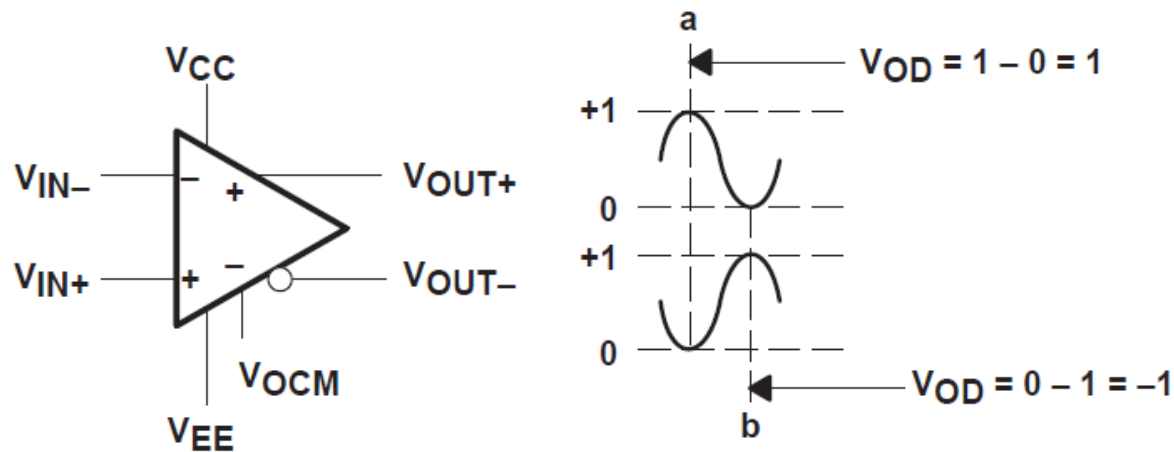 VCC
VIN–
–
+
VOUT+
VIN+
+
–
VOUT–
VOCM
VEE
a
VOD = 1 – 0 = 1
+1
0
+1
0
VOD = 0 – 1 = –1
b